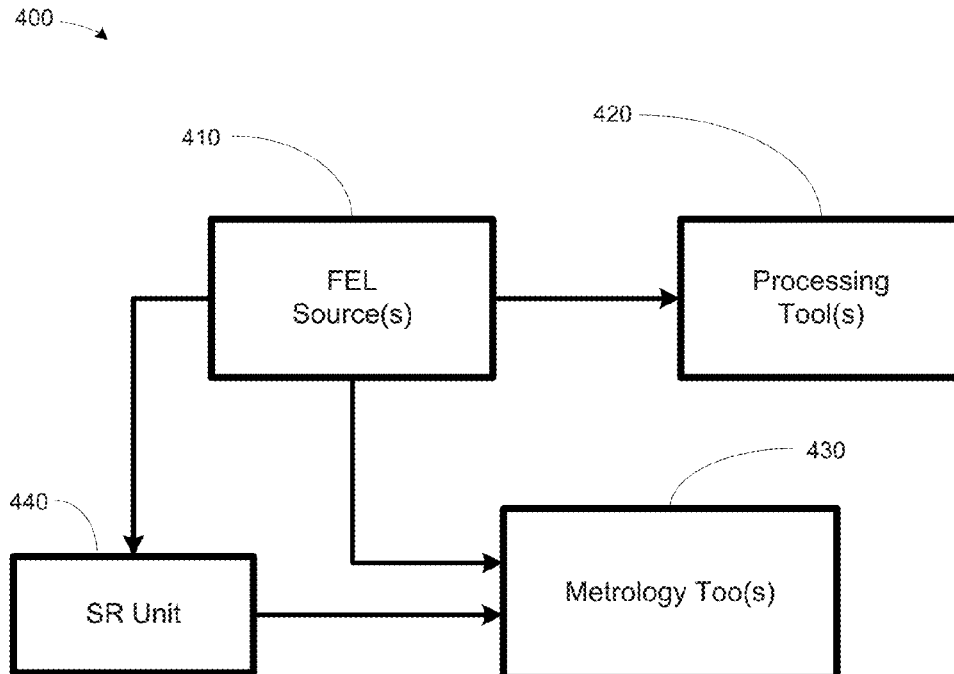 400
410
420
FEL
Source(s)
Processing
Tool(s)
430
440
SR Unit
Metrology Too(s)